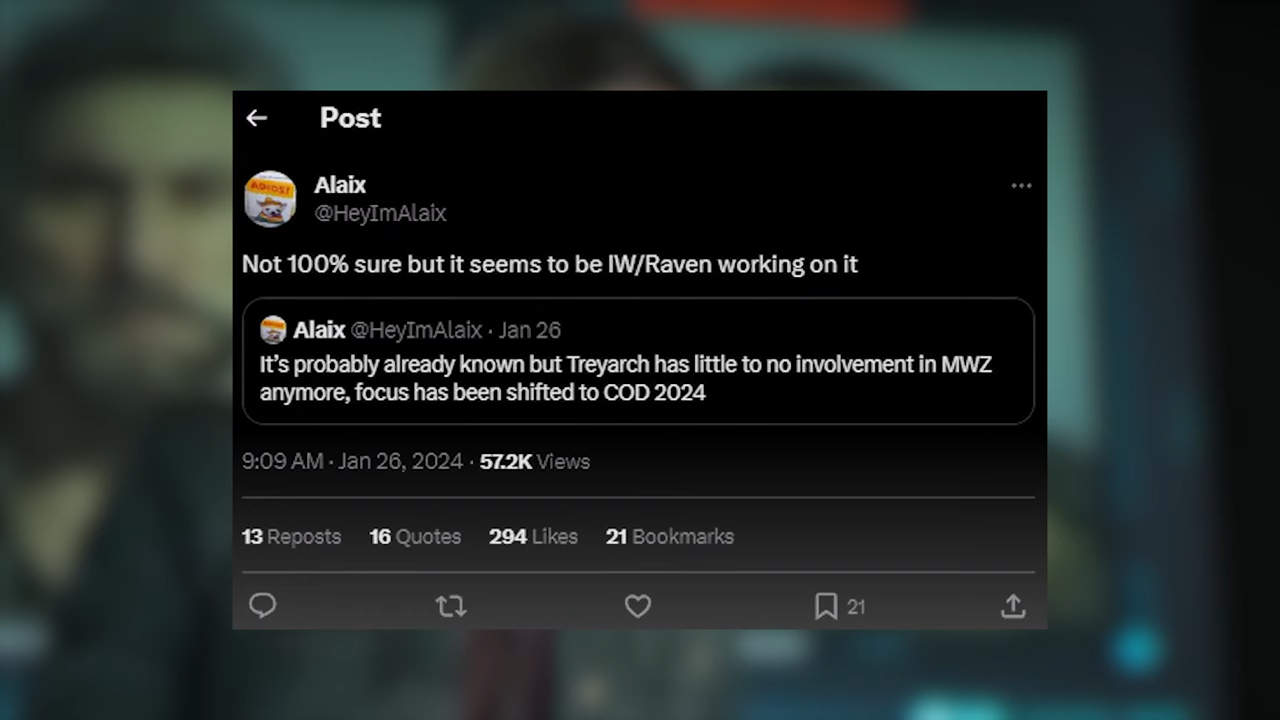 Post
ADIOS!
Alaix
@HeyImAlaix
Not 100% sure but it seems to be IW/Raven working on it
Alaix @HeyImAlaix · Jan 26
It's probably already known but Treyarch has little to no involvement in MWZ
anymore, focus has been shifted to COD 2024
9:09 AM · Jan 26, 2024 · 57.2K Views
13 Reposts 16 Quotes 294 Likes 21 Bookmarks
21